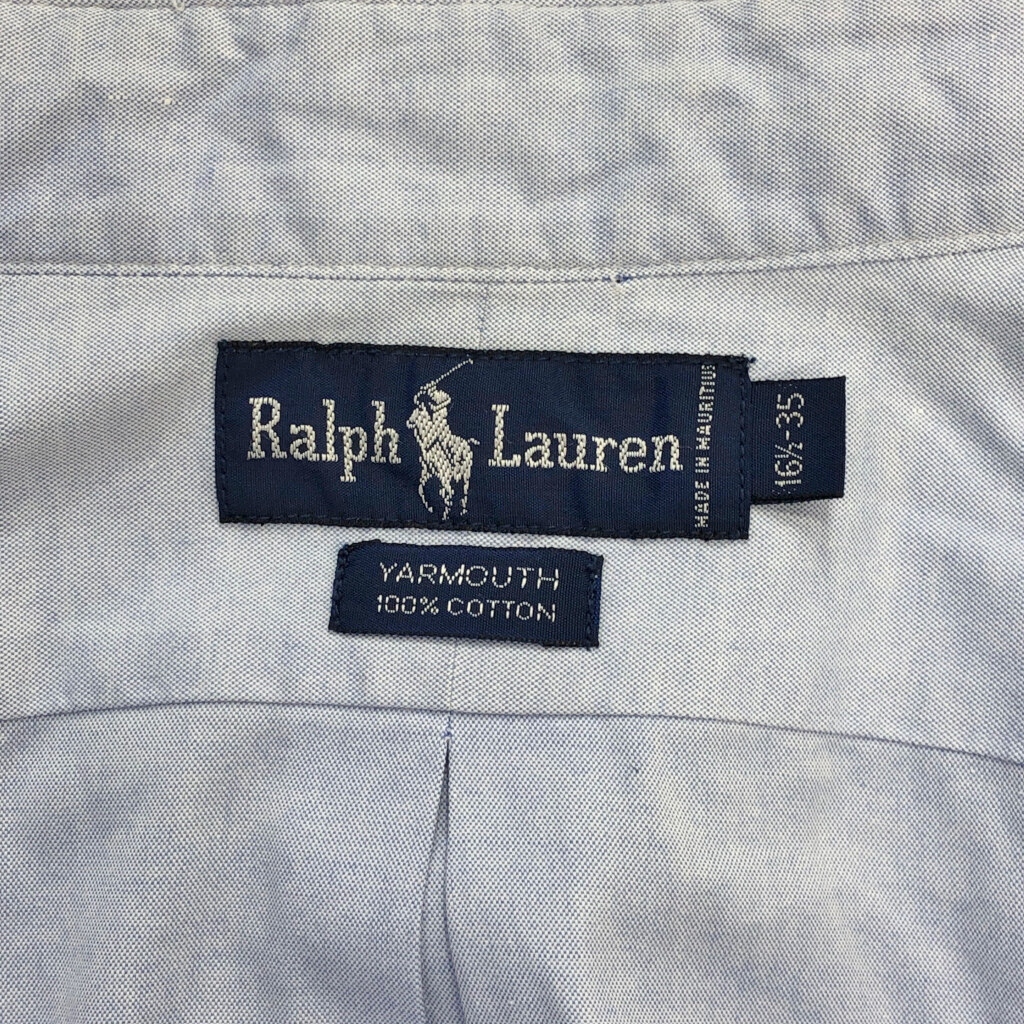 Ralph Lauren
MADE IN MAURITIUS
16½-35
YARMOUTH
100% COTTON